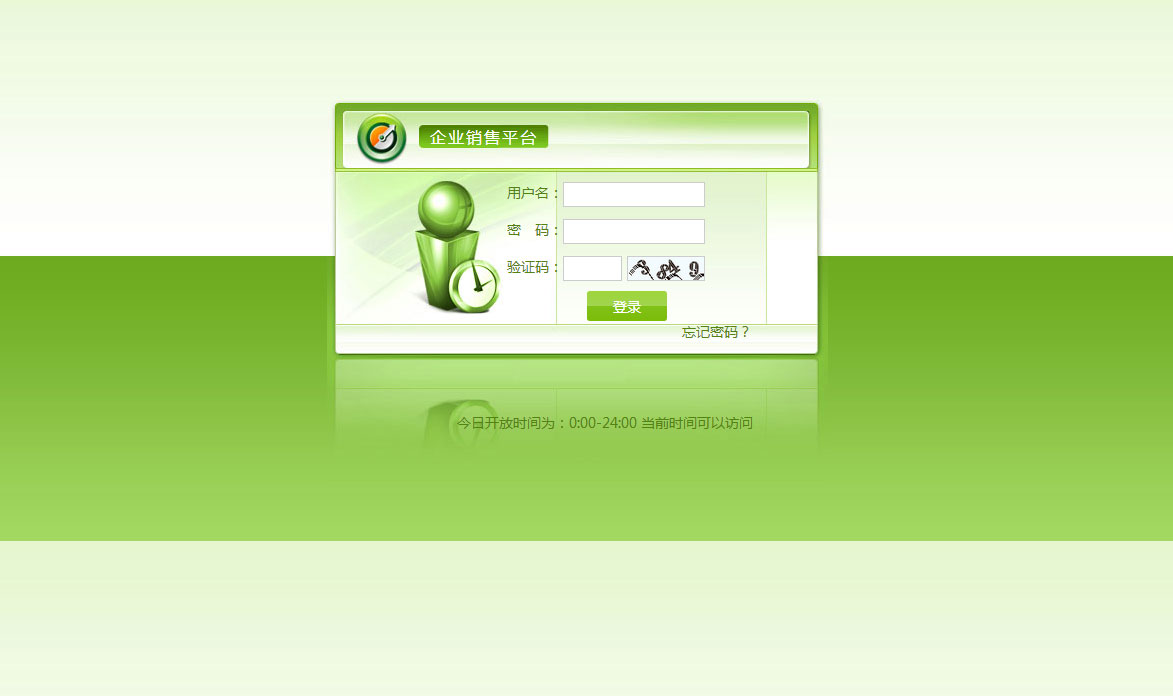 企业销售平台
用户名：
密　码：
验证码：
登录
忘记密码？
今日开放时间为：0:00-24:00 当前时间可以访问